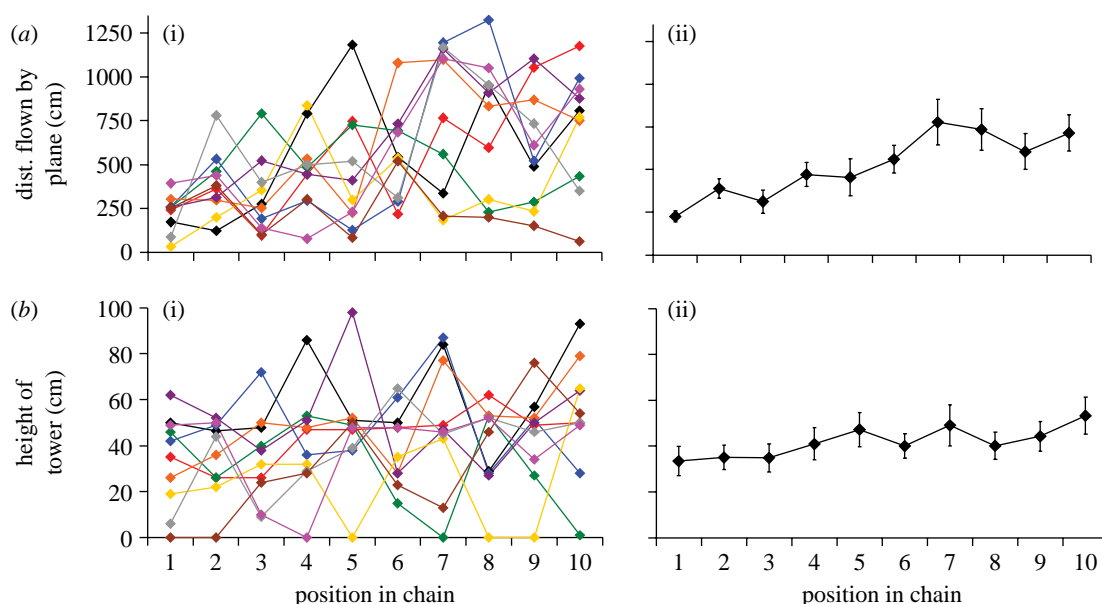 (a) (i) (ii)
dist. flown by
plane (cm)
1250
1000
750
500
250
0
(b) (i) (ii)
height of
tower (cm)
100
80
60
40
20
0
1 2 3 4 5 6 7 8 9 10 1 2 3 4 5 6 7 8 9 10
position in chain position in chain